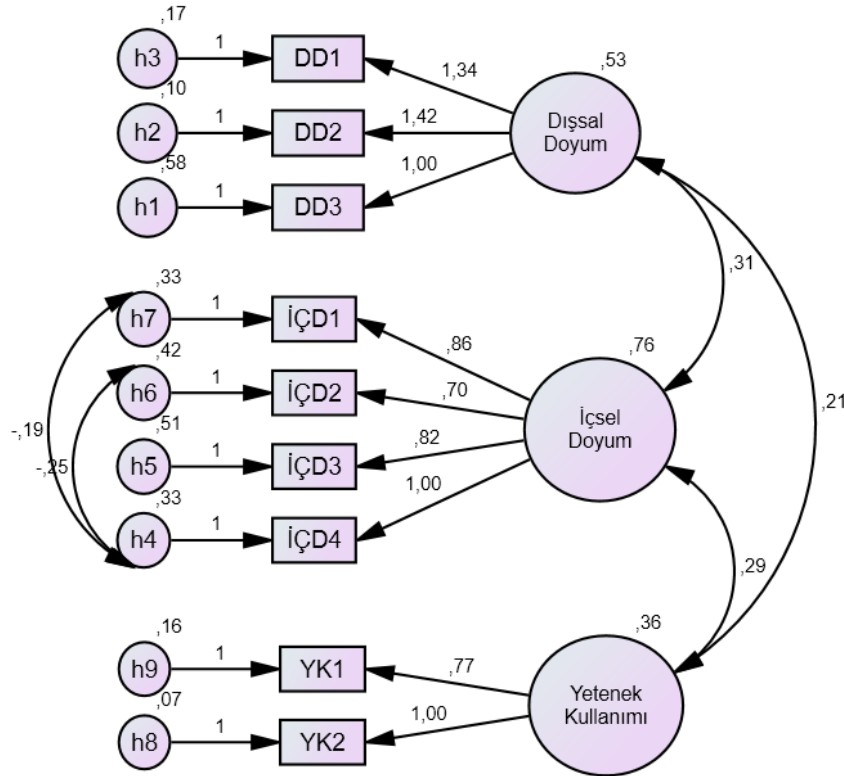 ,17
h3
1
DD1
1,34
,53
,10
h2
1
DD2
1,42
Dışsal
Doyum
,58
h1
1
DD3
1,00
,31
,33
h7
1
İÇD1
,86
,76
,42
h6
1
İÇD2
,70
,21
-,19
,51
İçsel
Doyum
-,25
h5
1
İÇD3
,82
,33
h4
1
İÇD4
1,00
,29
,16
h9
1
YK1
,77
,36
,07
h8
1
YK2
1,00
Yetenek
Kullanımı